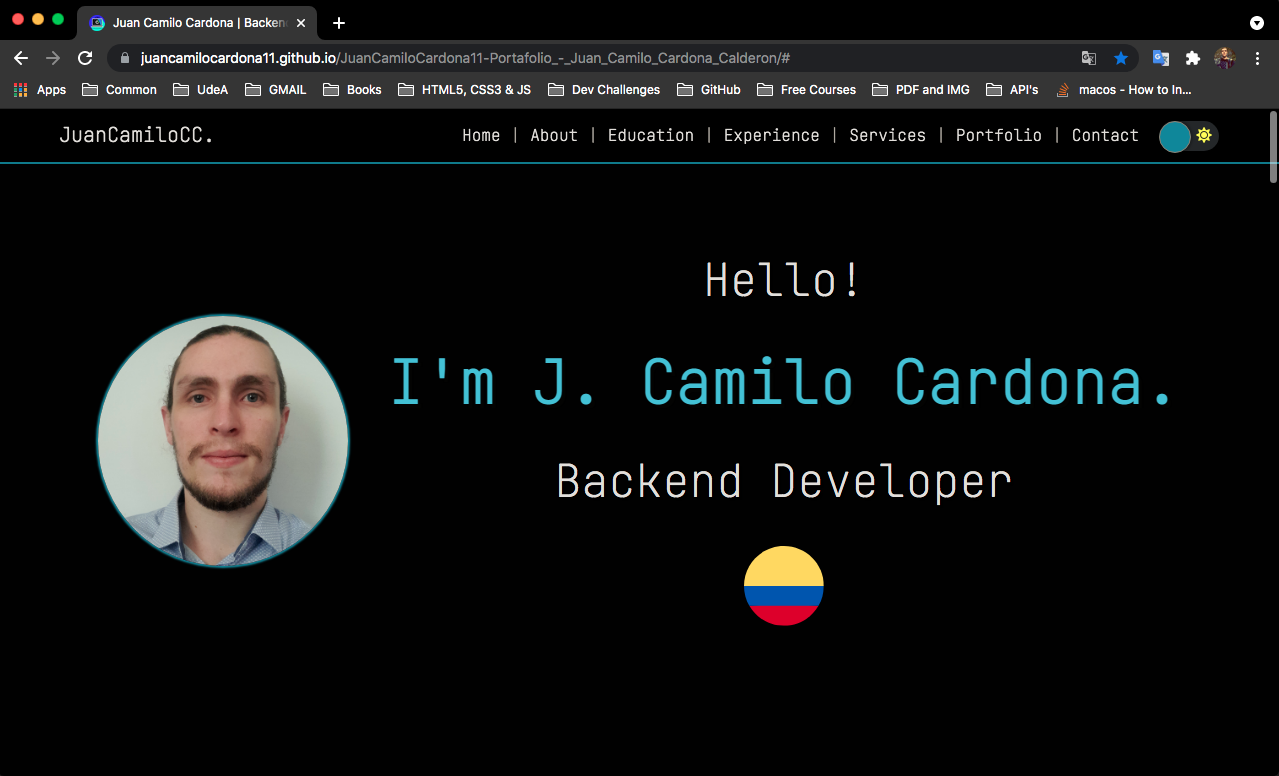 Juan Camilo Cardona | Backend
juancamilocardona11.github.io/JuanCamiloCardona11-Portafolio_-_Juan_Camilo_Cardona_Calderon/#
Apps Common UdeA GMAIL Books HTML5, CSS3 & JS Dev Challenges GitHub Free Courses PDF and IMG API's macos - How to In...
JuanCamiloCC. Home | About | Education | Experience | Services | Portfolio | Contact
Hello!
I'm J. Camilo Cardona.
Backend Developer